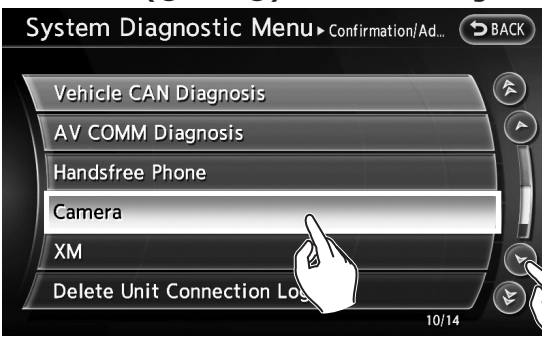 System Diagnostic Menu ▸ Confirmation/Ad... BACK
Vehicle CAN Diagnosis
AV COMM Diagnosis
Handsfree Phone
Camera
XM
Delete Unit Connection Lo
10/14